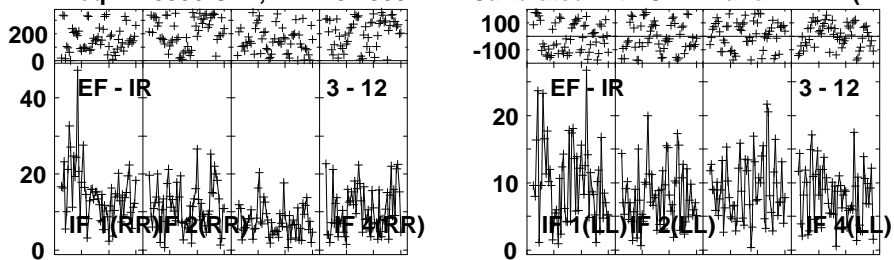 200
0
EF - IR
3 - 12
40
20
0
IF 1(RR)
IF 2(RR)
IF 4(RR)
100
-100
EF - IR
3 - 12
20
10
0
IF 1(LL)
IF 2(LL)
IF 4(LL)